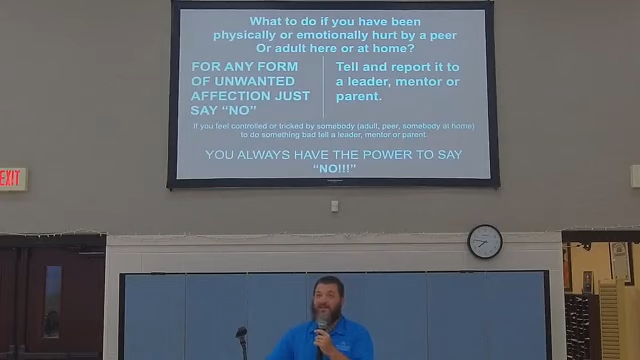 What to do if you have been
physically or emotionally hurt by a peer
Or adult here or at home?
FOR ANY FORM
OF UNWANTED
AFFECTION JUST
SAY “NO”
Tell and report it to
a leader, mentor or
parent.
If you feel controlled or tricked by somebody (adult, peer, somebody at home)
to do something bad tell a leader, mentor or parent.
YOU ALWAYS HAVE THE POWER TO SAY
“NO!!!”
EXIT